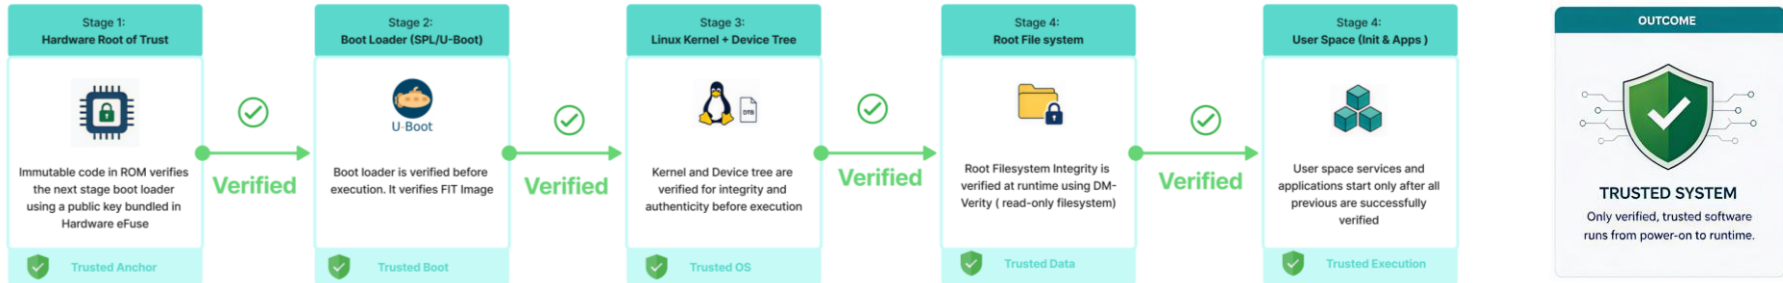 Stage 1:
Hardware Root of Trust
Immutable code in ROM verifies
the next stage boot loader
using a public key bundled in
Hardware eFuse
Trusted Anchor
Verified
Stage 2:
Boot Loader (SPL/U-Boot)
U-Boot
Boot loader is verified before
execution. It verifies FIT Image
Trusted Boot
Verified
Stage 3:
Linux Kernel + Device Tree
DTB
Kernel and Device tree are
verified for integrity and
authenticity before execution
Trusted OS
Verified
Stage 4:
Root File system
Root Filesystem Integrity is
verified at runtime using DM-
Verity ( read-only filesystem)
Trusted Data
Verified
Stage 4:
User Space (Init & Apps )
User space services and
applications start only after all
previous are successfully
verified
Trusted Execution
OUTCOME
TRUSTED SYSTEM
Only verified, trusted software
runs from power-on to runtime.